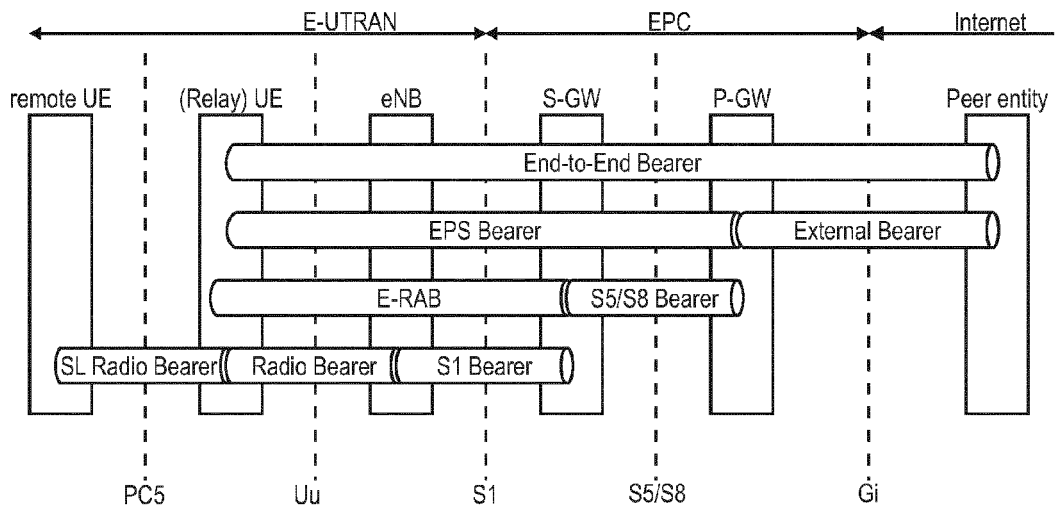 E-UTRAN EPC Internet
remote UE (Relay) UE eNB S-GW P-GW Peer entity
End-to-End Bearer
EPS Bearer External Bearer
E-RAB S5/S8 Bearer
SL Radio Bearer Radio Bearer S1 Bearer
PC5 Uu S1 S5/S8 Gi